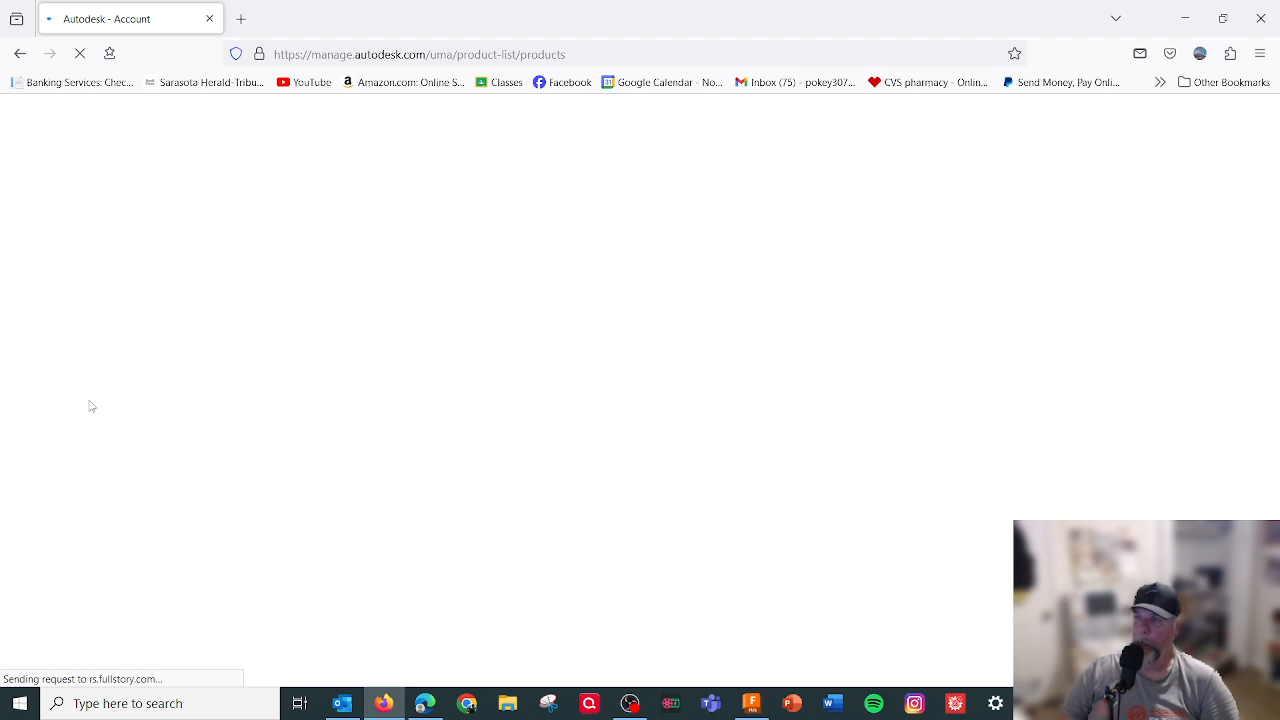 Autodesk - Account
https://manage.autodesk.com/uma/product-list/products
Banking Services: Chec... Sarasota Herald-Tribu... YouTube Amazon.com: Online S... Classes Facebook Google Calendar - No... Inbox (75) - pokey307... CVS pharmacy - Onlin... Send Money, Pay Onli... Other Bookmarks
Sending request to rs.fullstory.com...
Type here to search